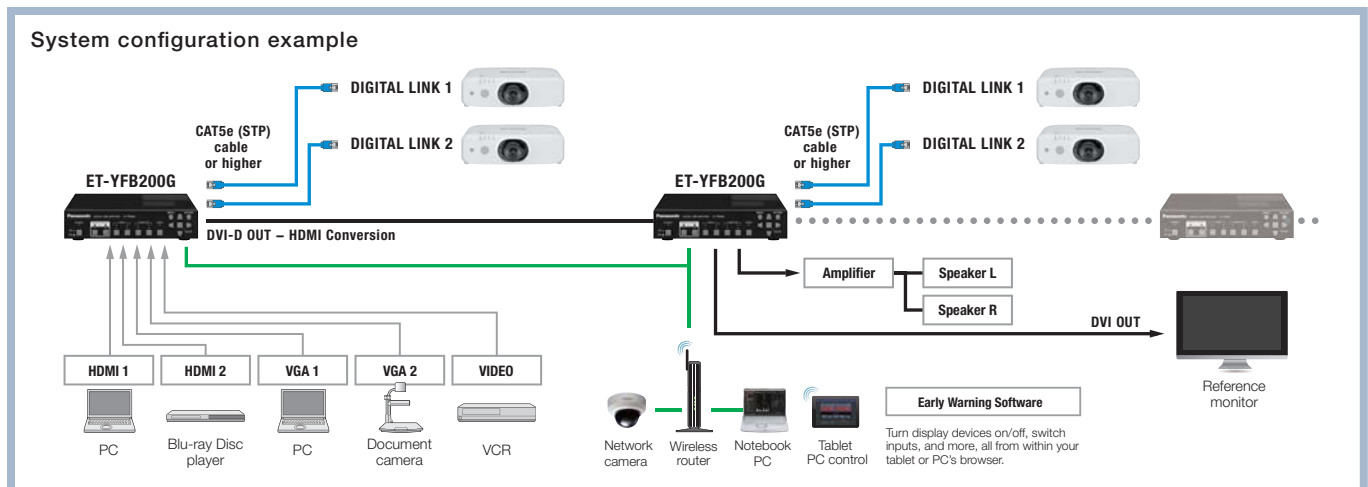 System configuration example
DIGITAL LINK 1
DIGITAL LINK 2
CAT5e (STP)
cable
or higher
ET-YFB200G
Panasonic
DIGITAL LINK 1
DIGITAL LINK 2
CAT5e (STP)
cable
or higher
ET-YFB200G
Panasonic
Panasonic
DVI-D OUT – HDMI Conversion
Amplifier
Speaker L
Speaker R
DVI OUT
HDMI 1
HDMI 2
VGA 1
VGA 2
VIDEO
PC
Blu-ray Disc
player
PC
Document
camera
VCR
Network
camera
Wireless
router
Notebook
PC
Tablet
PC control
Early Warning Software
Turn display devices on/off, switch
inputs, and more, all from within your
tablet or PC's browser.
Reference
monitor